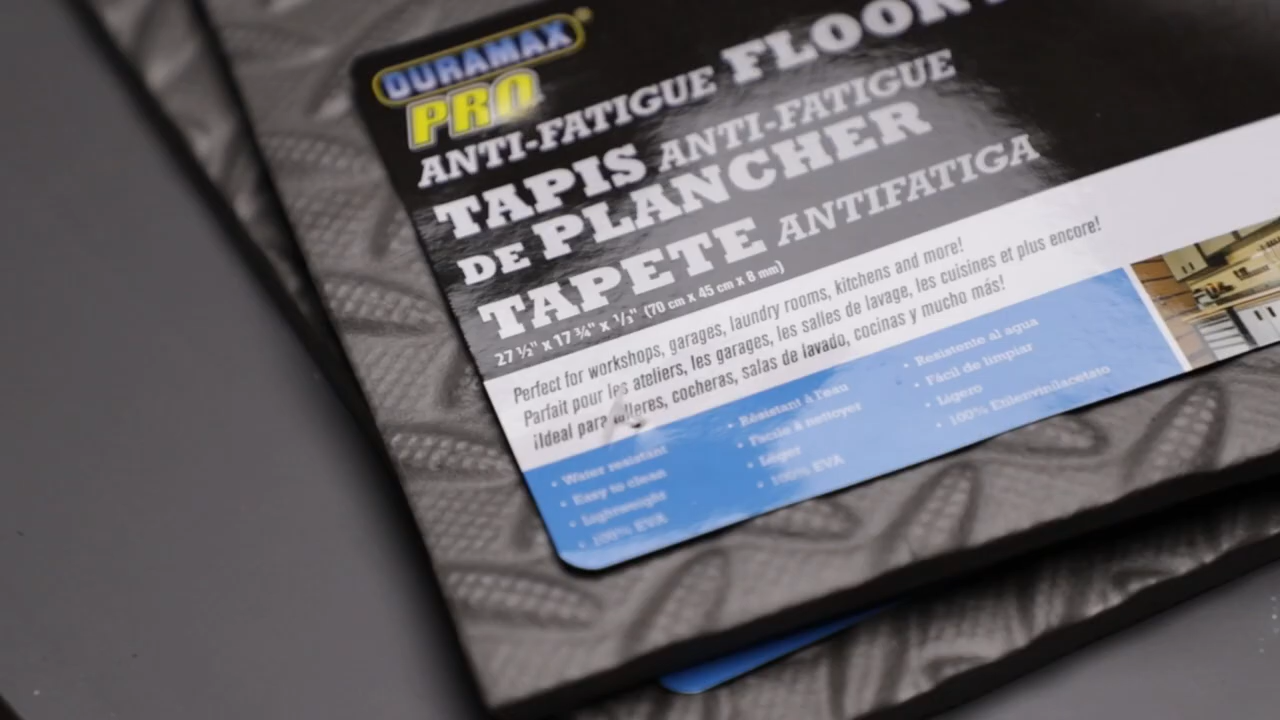 DURAMAX®
PRO
ANTI-FATIGUE FLOOR
TAPIS ANTI-FATIGUE
DE PLANCHER
TAPETE ANTIFATIGA
27 ½" x 17 ¾" x ⅓" (70 cm x 45 cm x 8 mm)
Perfect for workshops, garages, laundry rooms, kitchens and more!
Parfait pour les ateliers, les garages, les salles de lavage, les cuisines et plus encore!
¡Ideal para talleres, cocheras, salas de lavado, cocinas y mucho más!
• Water resistant
• Easy to clean
• Lightweight
• 100% EVA
• Résistant à l'eau
• Facile à nettoyer
• Léger
• 100% EVA
• Resistente al agua
• Fácil de limpiar
• Ligero
• 100% Etilenvinilacetato